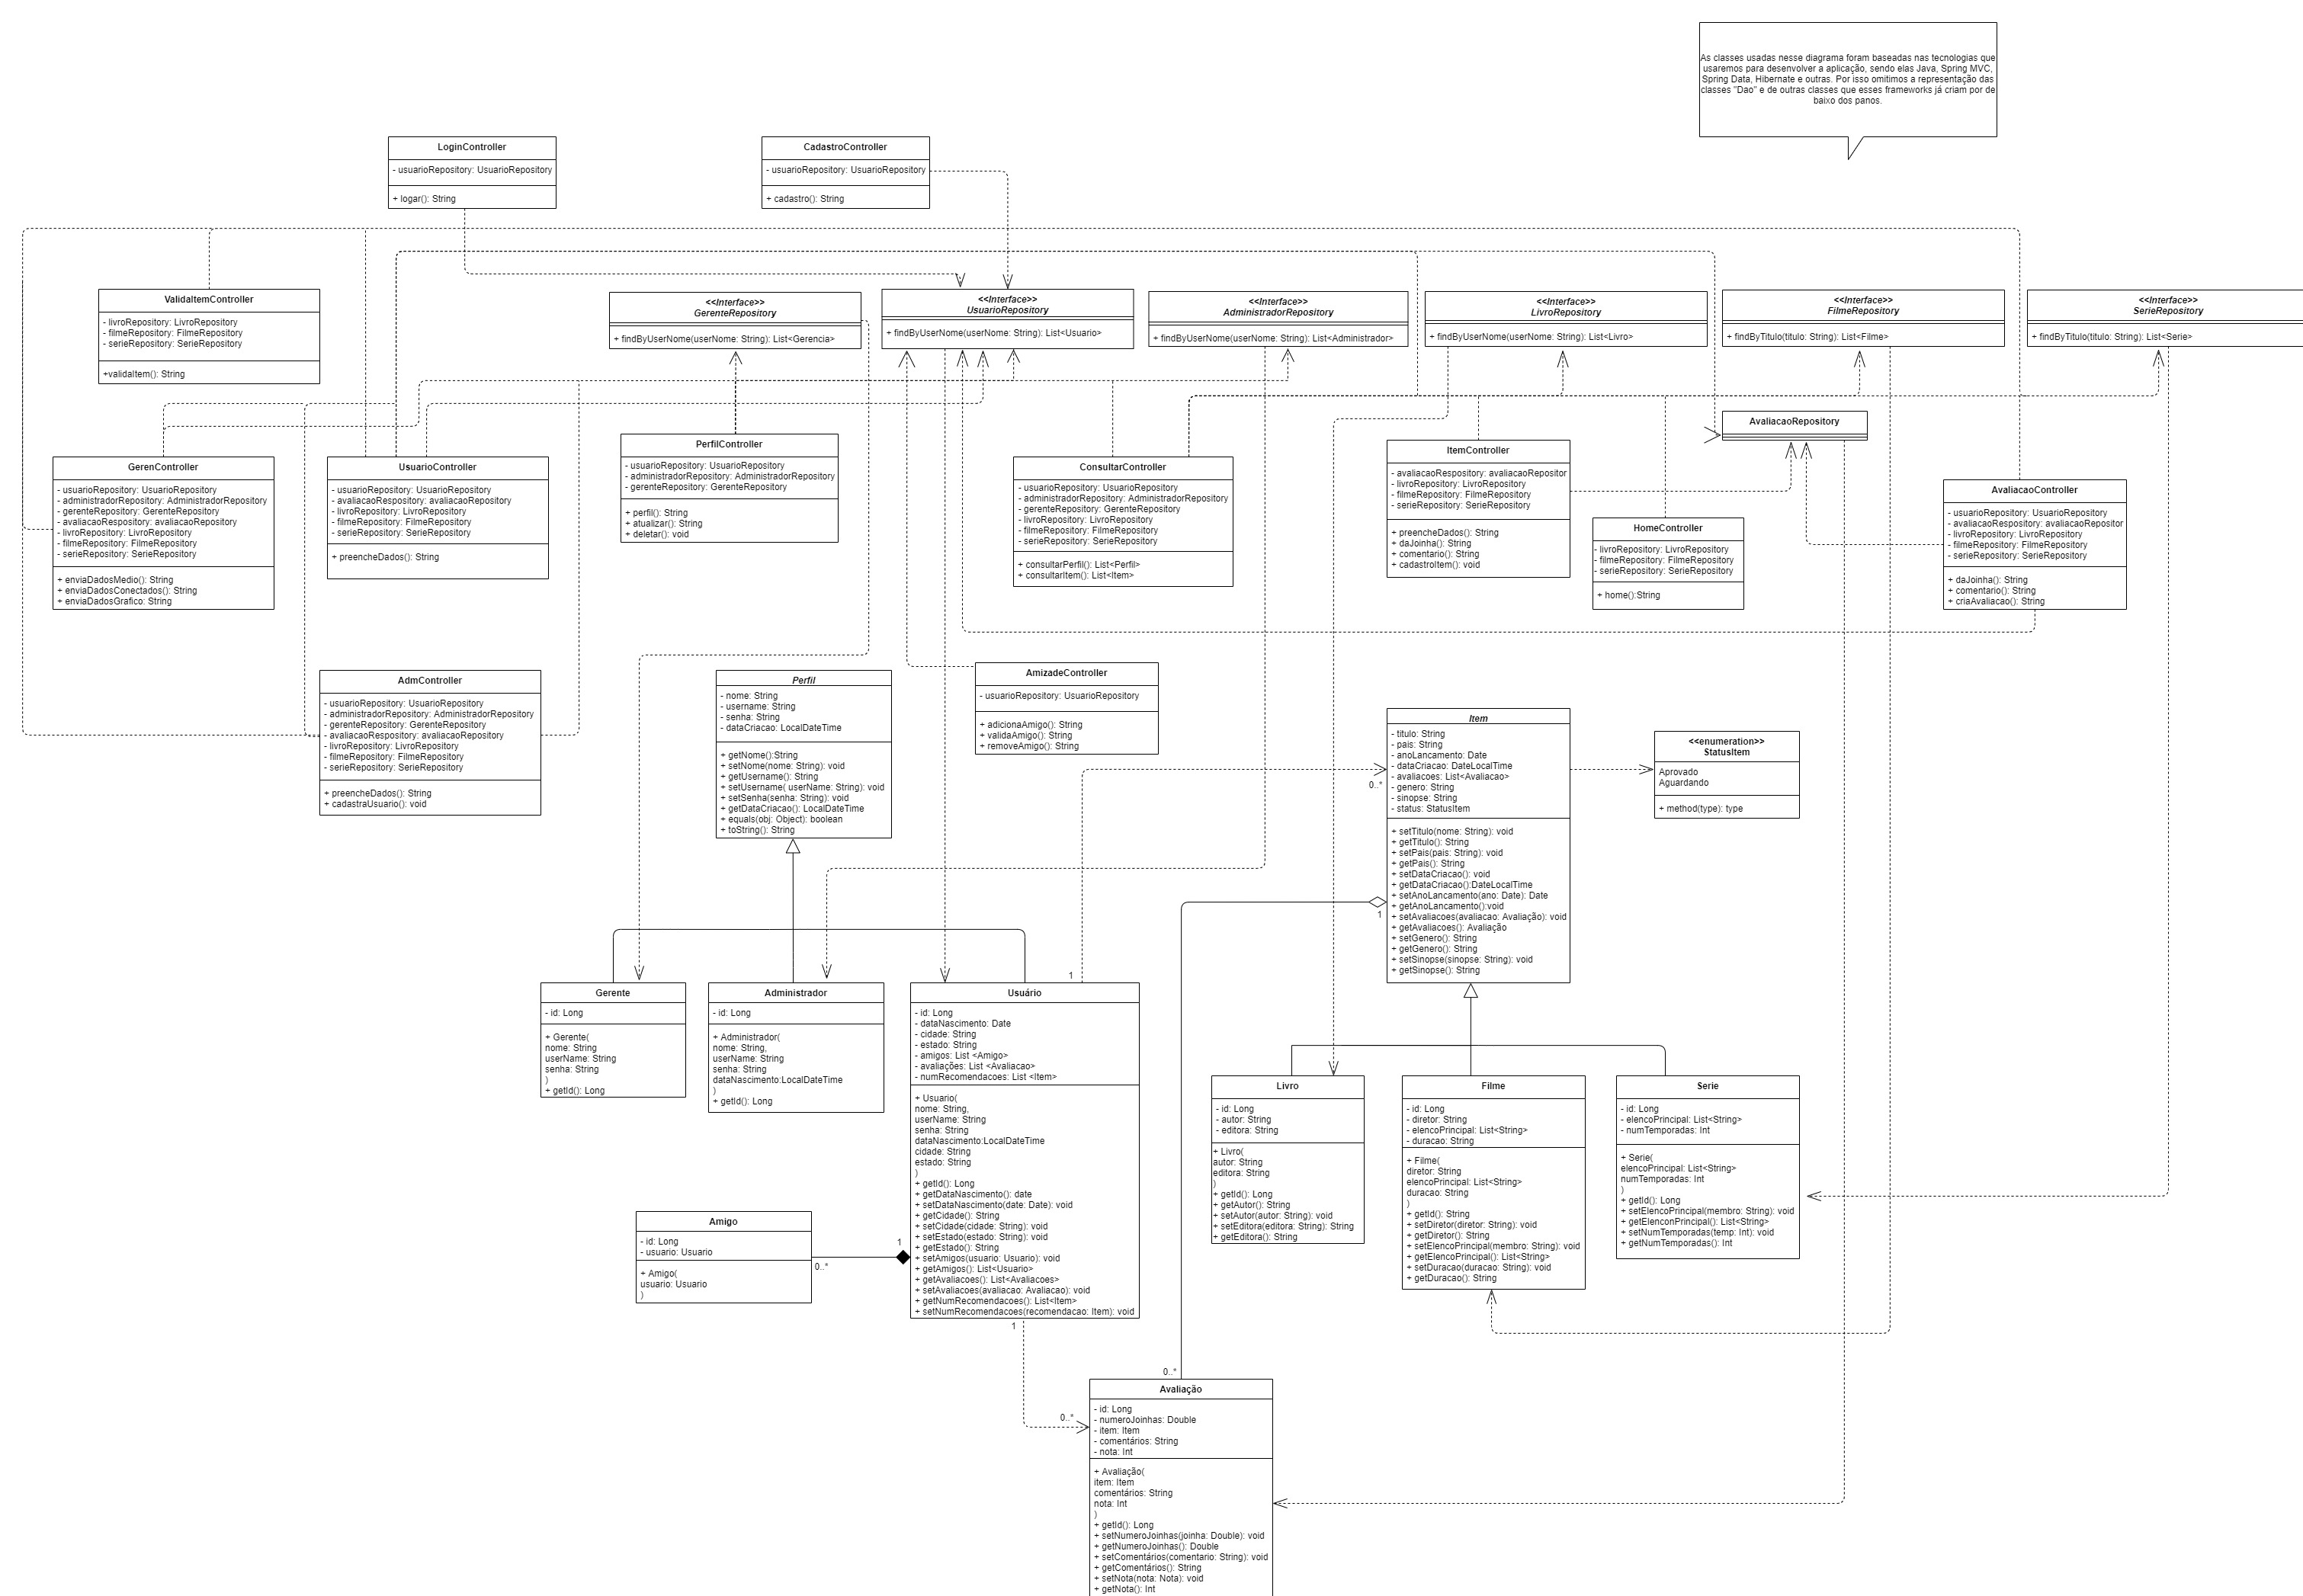 As classes usadas nesse diagrama foram baseadas nas tecnologias que
usaremos para desenvolver a aplicação, sendo elas Java, Spring MVC,
Spring Data, Hibernate e outras. Por isso omitimos a representação das
classes "Dao" e de outras classes que esses frameworks já criam por de
baixo dos panos.
LoginController
- usuarioRepository: UsuarioRepository
+ logar(): String
CadastroController
- usuarioRepository: UsuarioRepository
+ cadastro(): String
ValidaItemController
- livroRepository: LivroRepository
- filmeRepository: FilmeRepository
- serieRepository: SerieRepository
+validaItem(): String
<<Interface>>
GerenteRepository
+ findByUserNome(userNome: String): List<Gerencia>
<<Interface>>
UsuarioRepository
+ findByUserNome(userNome: String): List<Usuario>
<<Interface>>
AdministradorRepository
+ findByUserNome(userNome: String): List<Administrador>
<<Interface>>
LivroRepository
+ findByUserNome(userNome: String): List<Livro>
<<Interface>>
FilmeRepository
+ findByTitulo(titulo: String): List<Filme>
<<Interface>>
SerieRepository
+ findByTitulo(titulo: String): List<Serie>
AvaliacaoRepository
GerenController
- usuarioRepository: UsuarioRepository
- administradorRepository: AdministradorRepository
- gerenteRepository: GerenteRepository
- avaliacaoRespository: avaliacaoRepository
- livroRepository: LivroRepository
- filmeRepository: FilmeRepository
- serieRepository: SerieRepository
+ enviaDadosMedio(): String
+ enviaDadosConectados(): String
+ enviaDadosGrafico: String
UsuarioController
- usuarioRepository: UsuarioRepository
- avaliacaoRespository: avaliacaoRepository
- livroRepository: LivroRepository
- filmeRepository: FilmeRepository
- serieRepository: SerieRepository
+ preencheDados(): String
PerfilController
- usuarioRepository: UsuarioRepository
- administradorRepository: AdministradorRepository
- gerenteRepository: GerenteRepository
+ perfil(): String
+ atualizar(): String
+ deletar(): void
ConsultarController
- usuarioRepository: UsuarioRepository
- administradorRepository: AdministradorRepository
- gerenteRepository: GerenteRepository
- livroRepository: LivroRepository
- filmeRepository: FilmeRepository
- serieRepository: SerieRepository
+ consultarPerfil(): List<Perfil>
+ consultarItem(): List<Item>
ItemController
- avaliacaoRespository: avaliacaoRepositor
- livroRepository: LivroRepository
- filmeRepository: FilmeRepository
- serieRepository: SerieRepository
+ preencheDados(): String
+ daJoinha(): String
+ comentario(): String
+ cadastroItem(): void
HomeController
- livroRepository: LivroRepository
- filmeRepository: FilmeRepository
- serieRepository: SerieRepository
+ home():String
AvaliacaoController
- usuarioRepository: UsuarioRepository
- avaliacaoRespository: avaliacaoRepositor
- livroRepository: LivroRepository
- filmeRepository: FilmeRepository
- serieRepository: SerieRepository
+ daJoinha(): String
+ comentario(): String
+ criaAvaliacao(): String
AdmController
- usuarioRepository: UsuarioRepository
- administradorRepository: AdministradorRepository
- gerenteRepository: GerenteRepository
- avaliacaoRespository: avaliacaoRepository
- livroRepository: LivroRepository
- filmeRepository: FilmeRepository
- serieRepository: SerieRepository
+ preencheDados(): String
+ cadastraUsuario(): void
Perfil
- nome: String
- username: String
- senha: String
- dataCriacao: LocalDateTime
+ getNome():String
+ setNome(nome: String): void
+ getUsername(): String
+ setUsername( userName: String): void
+ setSenha(senha: String): void
+ getDataCriacao(): LocalDateTime
+ equals(obj: Object): boolean
+ toString(): String
AmizadeController
- usuarioRepository: UsuarioRepository
+ adicionaAmigo(): String
+ validaAmigo(): String
+ removeAmigo(): String
Item
- titulo: String
- pais: String
- anoLancamento: Date
- dataCriacao: DateLocalTime
- avaliacoes: List<Avaliacao>
- genero: String
- sinopse: String
- status: StatusItem
+ setTitulo(nome: String): void
+ getTitulo(): String
+ setPais(pais: String): void
+ getPais(): String
+ setDataCriacao(): void
+ getDataCriacao():DateLocalTime
+ setAnoLancamento(ano: Date): Date
+ getAnoLancamento():void
+ setAvaliacoes(avaliacao: Avaliação): void
+ getAvaliacoes(): Avaliação
+ setGenero(): String
+ getGenero(): String
+ setSinopse(sinopse: String): void
+ getSinopse(): String
0..*
1
<<enumeration>>
StatusItem
Aprovado
Aguardando
+ method(type): type
Gerente
- id: Long
+ Gerente(
nome: String
userName: String
senha: String
)
+ getId(): Long
Administrador
- id: Long
+ Administrador(
nome: String,
userName: String
senha: String
dataNascimento:LocalDateTime
)
+ getId(): Long
1
Usuário
- id: Long
- dataNascimento: Date
- cidade: String
- estado: String
- amigos: List <Amigo>
- avaliações: List <Avaliacao>
- numRecomendacoes: List <Item>
+ Usuario(
nome: String,
userName: String
senha: String
dataNascimento:LocalDateTime
cidade: String
estado: String
)
+ getId(): Long
+ getDataNascimento(): date
+ setDataNascimento(date: Date): void
+ getCidade(): String
+ setCidade(cidade: String): void
+ setEstado(estado: String): void
+ getEstado(): String
+ setAmigos(usuario: Usuario): void
+ getAmigos(): List<Usuario>
+ getAvaliacoes(): List<Avaliacoes>
+ setAvaliacoes(avaliacao: Avaliacao): void
+ getNumRecomendacoes(): List<Item>
+ setNumRecomendacoes(recomendacao: Item): void
1
Livro
- id: Long
- autor: String
- editora: String
+ Livro(
autor: String
editora: String
)
+ getId(): Long
+ getAutor(): String
+ setAutor(autor: String): void
+ setEditora(editora: String): String
+ getEditora(): String
Filme
- id: Long
- diretor: String
- elencoPrincipal: List<String>
- duracao: String
+ Filme(
diretor: String
elencoPrincipal: List<String>
duracao: String
)
+ getId(): String
+ setDiretor(diretor: String): void
+ getDiretor(): String
+ setElencoPrincipal(membro: String): void
+ getElencoPrincipal(): List<String>
+ setDuracao(duracao: String): void
+ getDuracao(): String
Serie
- id: Long
- elencoPrincipal: List<String>
- numTemporadas: Int
+ Serie(
elencoPrincipal: List<String>
numTemporadas: Int
)
+ getId(): Long
+ setElencoPrincipal(membro: String): void
+ getElenconPrincipal(): List<String>
+ setNumTemporadas(temp: Int): void
+ getNumTemporadas(): Int
Amigo
- id: Long
- usuario: Usuario
+ Amigo(
usuario: Usuario
)
1
0..*
0..*
0..*
Avaliação
- id: Long
- numeroJoinhas: Double
- item: Item
- comentários: String
- nota: Int
+ Avaliação(
item: Item
comentários: String
nota: Int
)
+ getId(): Long
+ setNumeroJoinhas(joinha: Double): void
+ getNumeroJoinhas(): Double
+ setComentários(comentario: String): void
+ getComentários(): String
+ setNota(nota: Nota): void
+ getNota(): Int